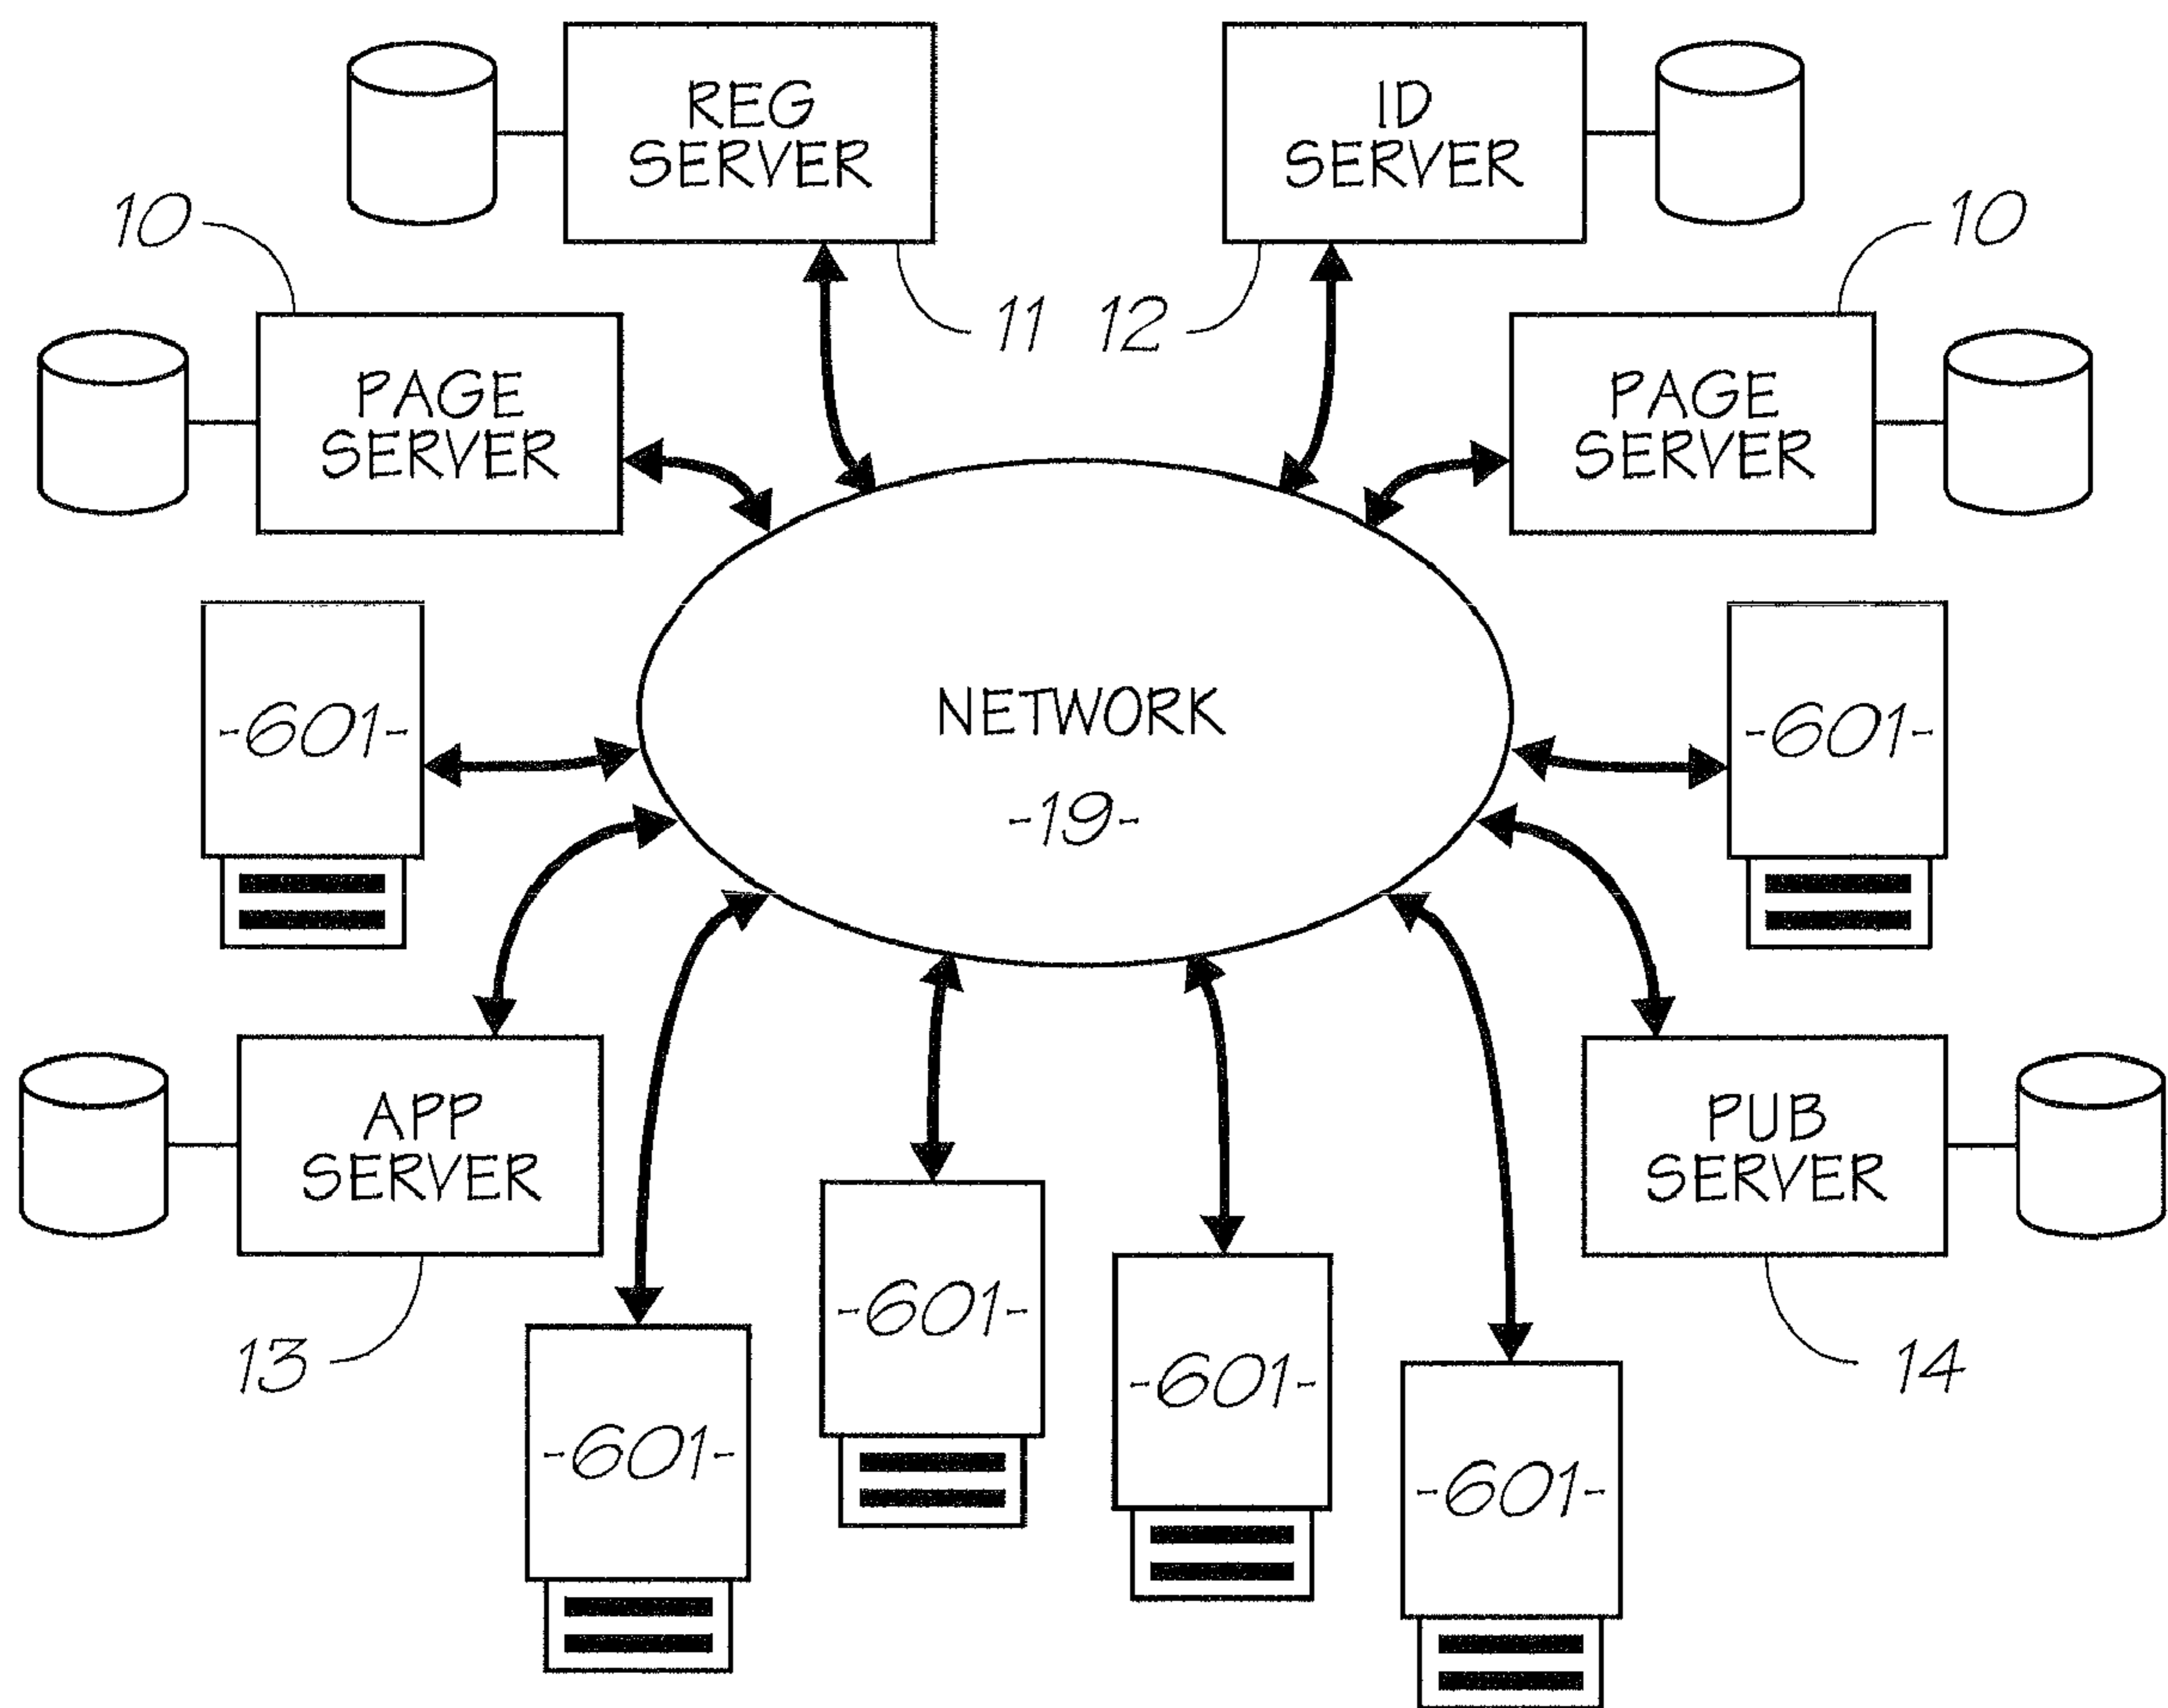 REG
SERVER
ID
SERVER
10
10
11
12
PAGE
SERVER
PAGE
SERVER
-601-
NETWORK
-19-
-601-
APP
SERVER
PUB
SERVER
13
-601-
-601-
-601-
-601-
14